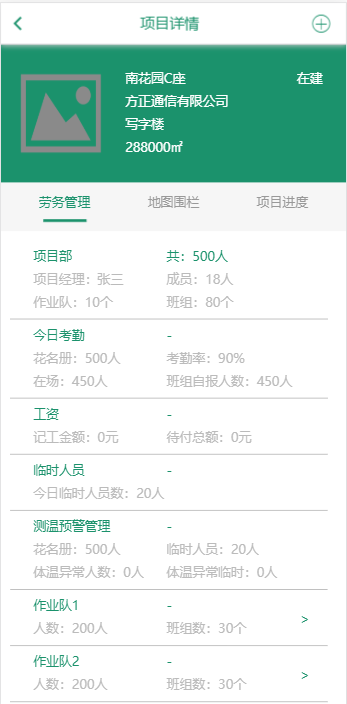 项目详情
南花园C座 在建
方正通信有限公司
写字楼
288000㎡
劳务管理 地图围栏 项目进度
项目部 共：500人
项目经理：张三 成员：18人
作业队：10个 班组：80个
今日考勤 -
花名册：500人 考勤率：90%
在场：450人 班组自报人数：450人
工资 -
记工金额：0元 待付总额：0元
临时人员 -
今日临时人员数：20人
测温预警管理 -
花名册：500人 临时人员：20人
体温异常人数：0人 体温异常临时：0人
作业队1 -
人数：200人 班组数：30个 >
作业队2 -
人数：200人 班组数：30个 >